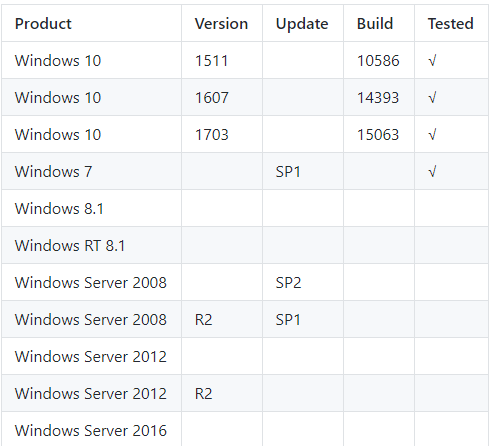 Product Version Update Build Tested
Windows 10 1511 10586 √
Windows 10 1607 14393 √
Windows 10 1703 15063 √
Windows 7 SP1 √
Windows 8.1
Windows RT 8.1
Windows Server 2008 SP2
Windows Server 2008 R2 SP1
Windows Server 2012
Windows Server 2012 R2
Windows Server 2016